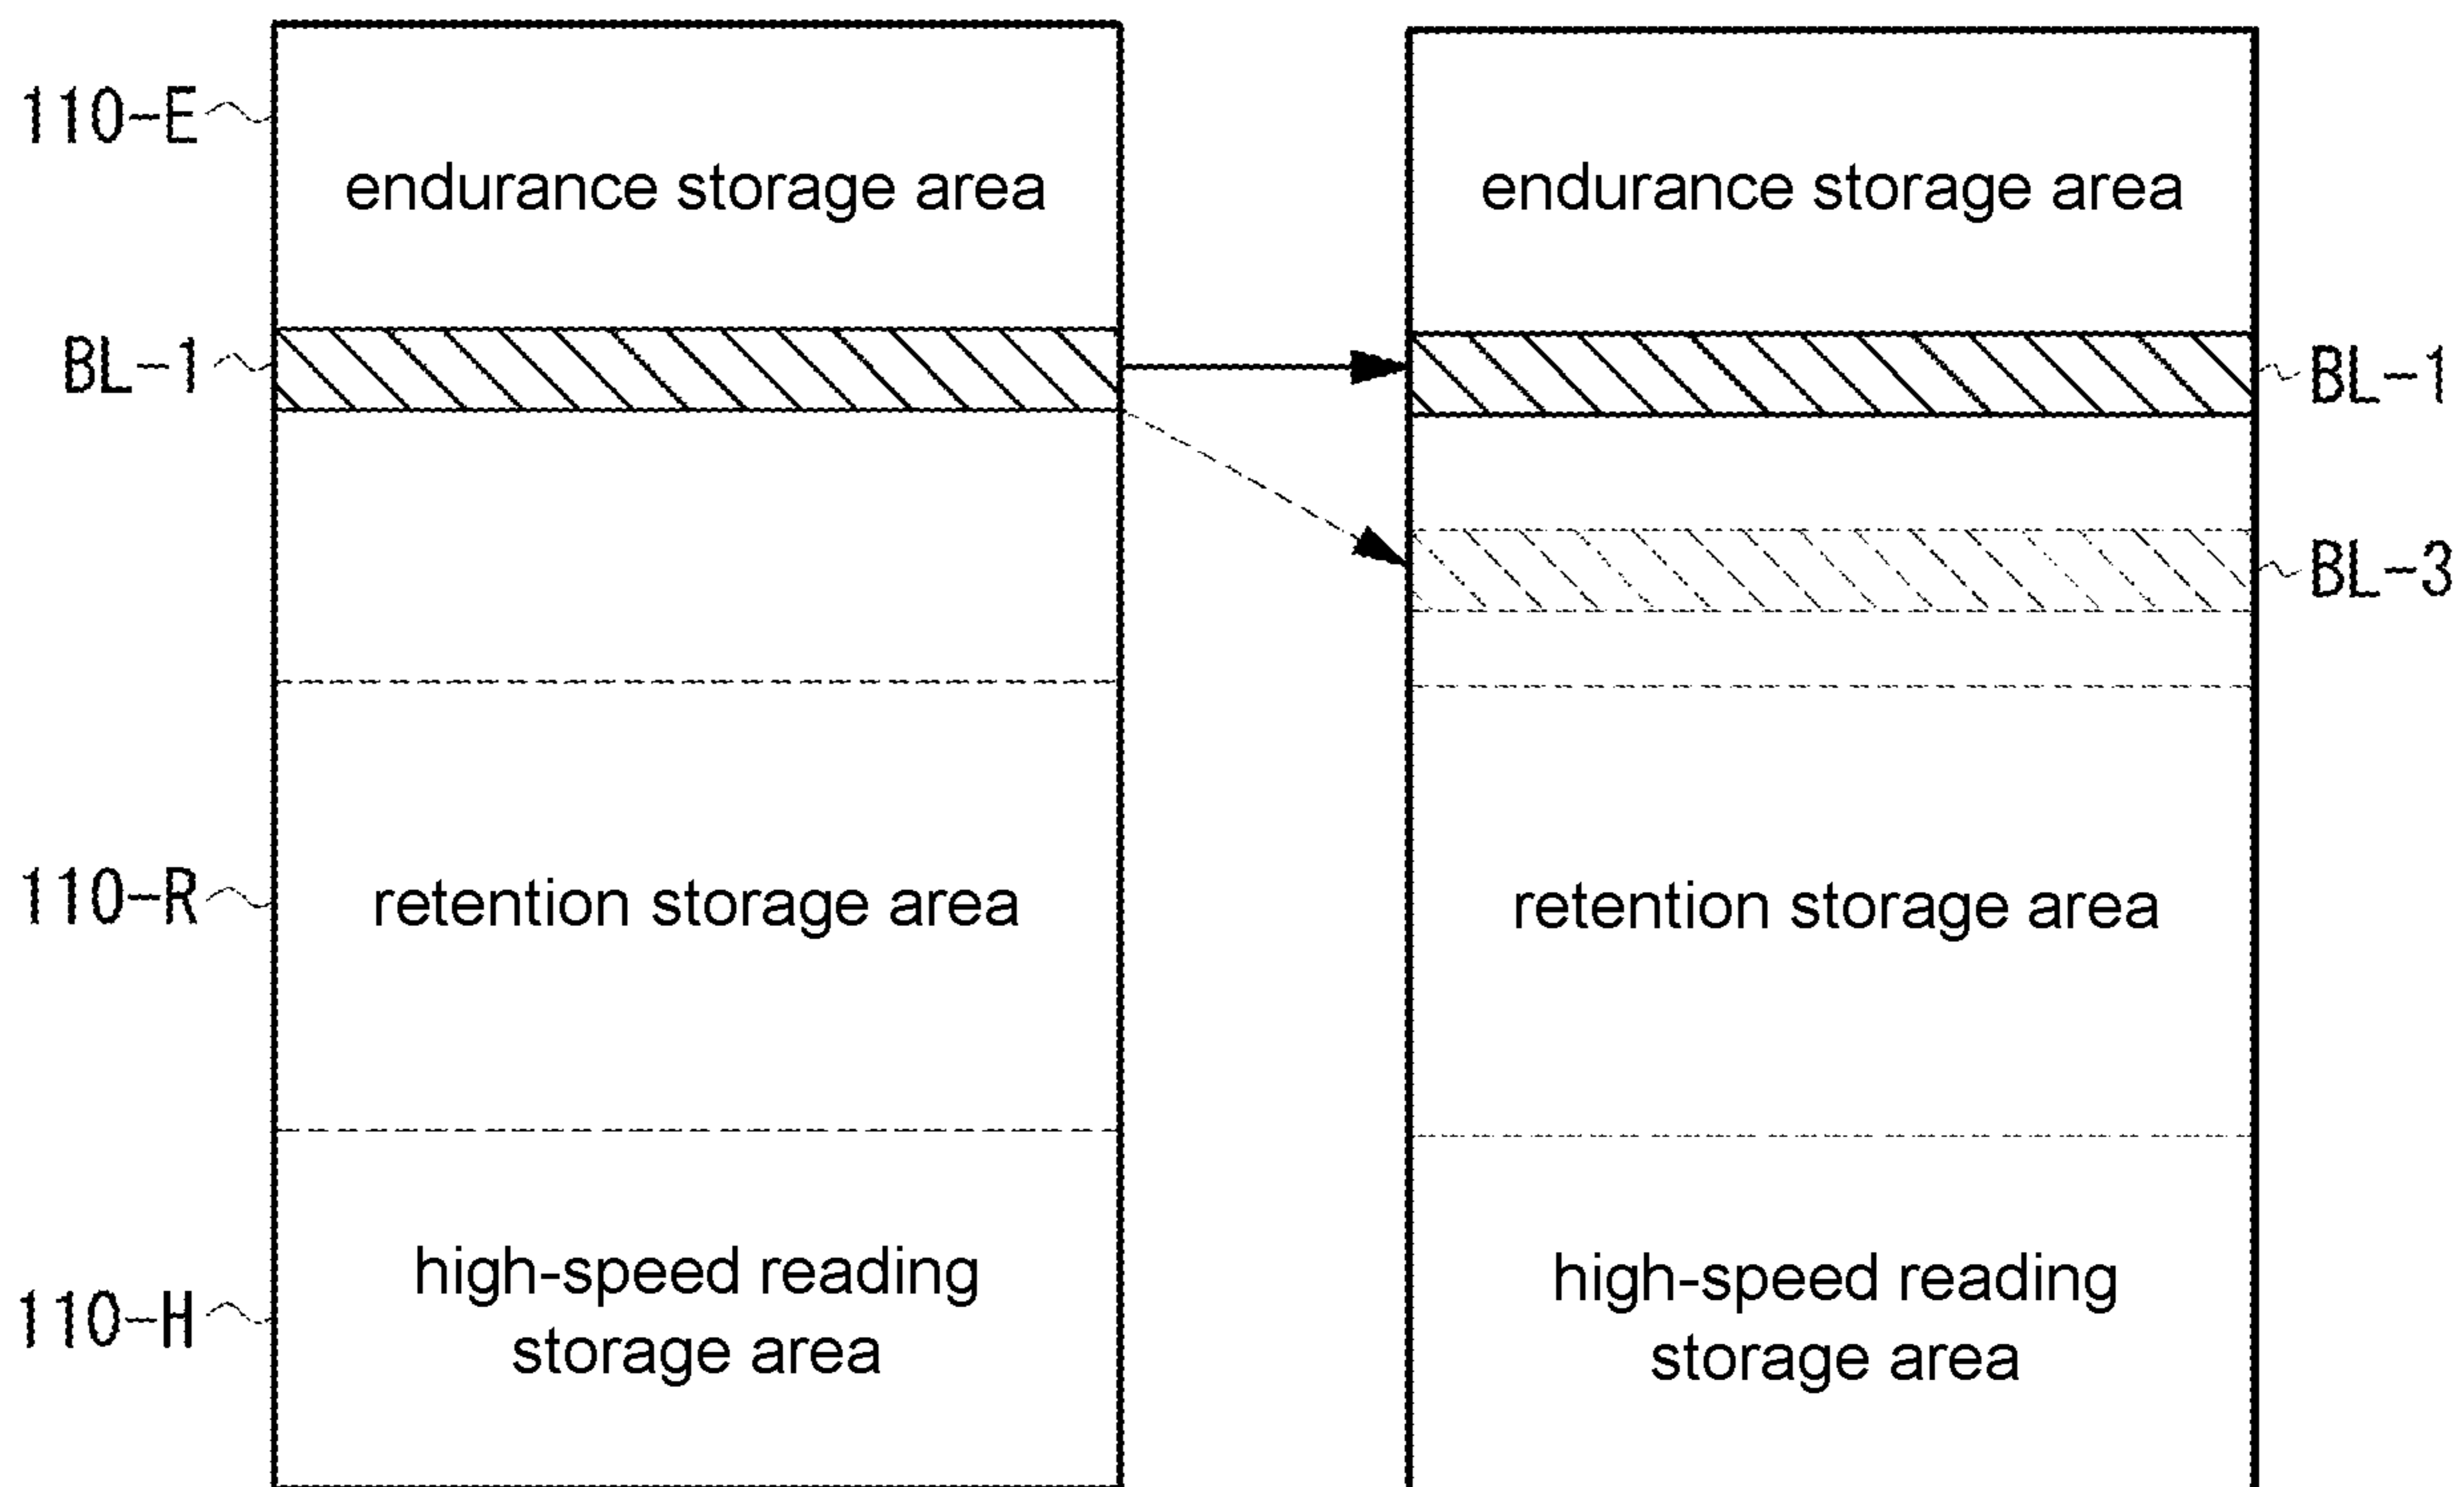 110-E
endurance storage area
endurance storage area
BL-1
BL-1
BL-3
110-R
retention storage area
retention storage area
110-H
high-speed reading
storage area
high-speed reading
storage area